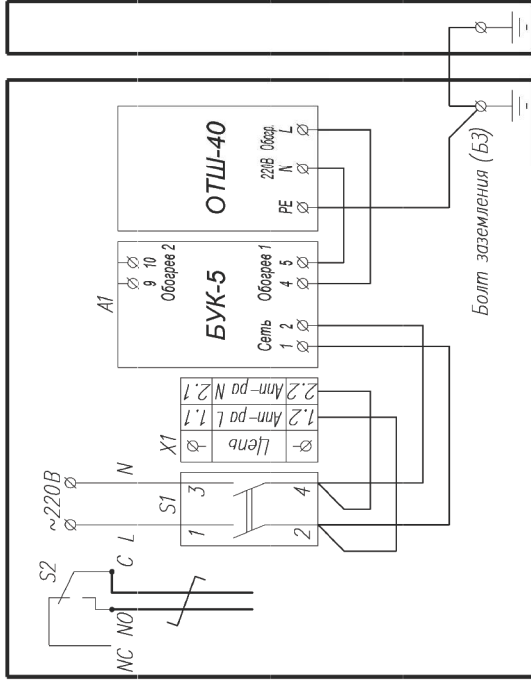 S2
NC NO C L N
~220В
S1
1 3
2 4
X1
Цепь
Апп-ра L 1.1
1.2
Апп-ра N 2.1
2.2
A1
9 10
Обогрев 2
БУК-5
Сеть Обогрев 1
1 2 4 5
ОТШ-40
220В Обогр.
PE N L
Болт заземления (БЗ)